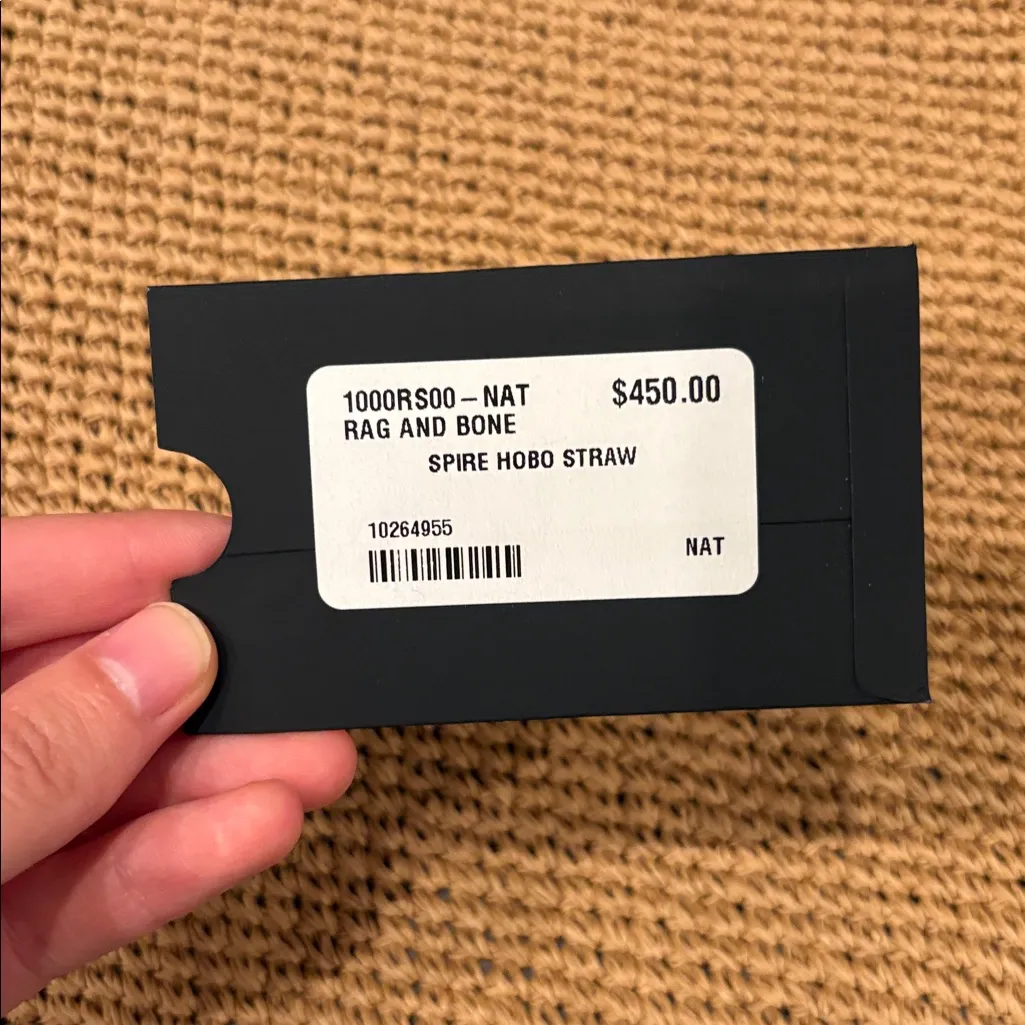 1000RS00 – NAT $450.00
RAG AND BONE
SPIRE HOBO STRAW
10264955
NAT